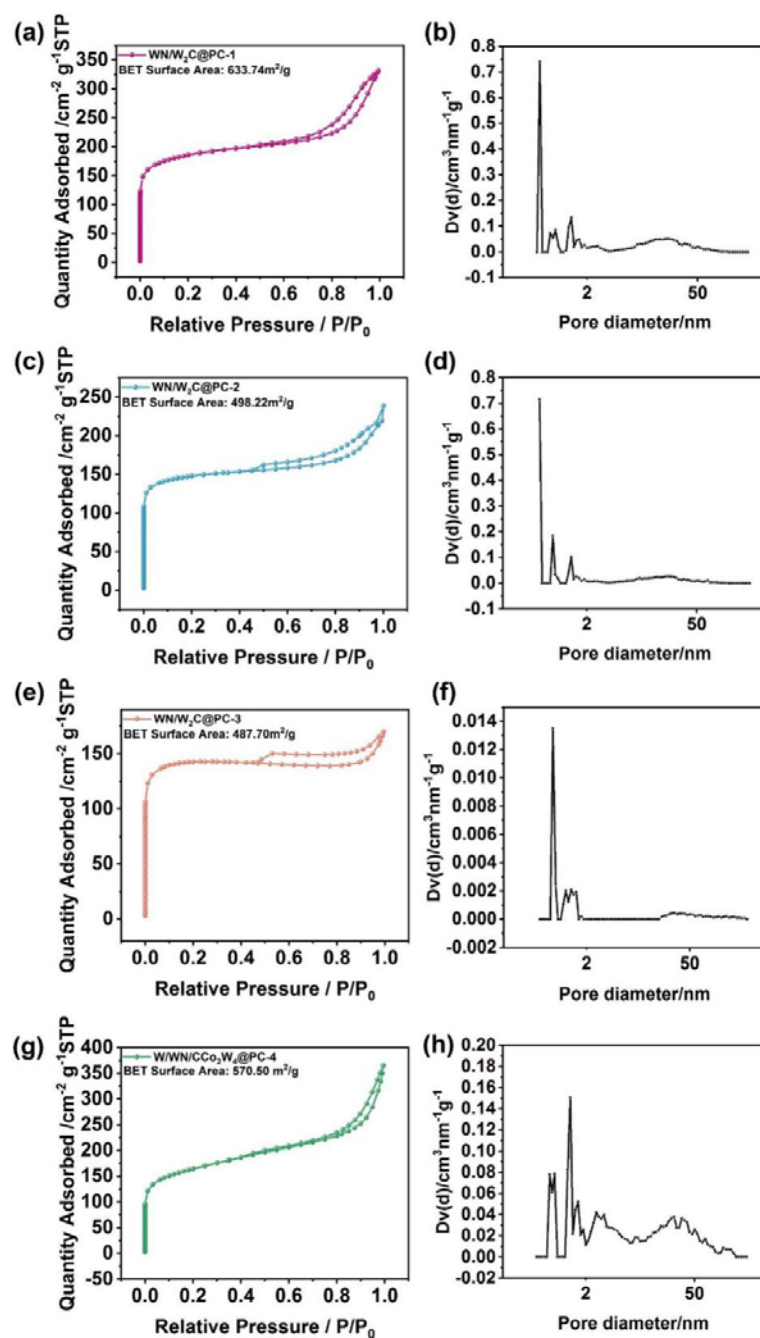 (a)
WN/W₂C@PC-1
BET Surface Area: 633.74m²/g
350
300
250
200
150
100
50
0
0.0 0.2 0.4 0.6 0.8 1.0
Quantity Adsorbed /cm⁻² g⁻¹STP
Relative Pressure / P/P₀
(b)
0.8
0.7
0.6
0.5
0.4
0.3
0.2
0.1
0.0
-0.1
2 50
Dv(d)/cm³nm⁻¹g⁻¹
Pore diameter/nm
(c)
WN/W₂C@PC-2
BET Surface Area: 498.22m²/g
250
200
150
100
50
0
0.0 0.2 0.4 0.6 0.8 1.0
Quantity Adsorbed /cm⁻² g⁻¹STP
Relative Pressure / P/P₀
(d)
0.8
0.7
0.6
0.5
0.4
0.3
0.2
0.1
0.0
-0.1
2 50
Dv(d)/cm³nm⁻¹g⁻¹
Pore diameter/nm
(e)
WN/W₂C@PC-3
BET Surface Area: 487.70m²/g
150
100
50
0
0.0 0.2 0.4 0.6 0.8 1.0
Quantity Adsorbed /cm⁻² g⁻¹STP
Relative Pressure / P/P₀
(f)
0.014
0.012
0.010
0.008
0.006
0.004
0.002
0.000
-0.002
2 50
Dv(d)/cm³nm⁻¹g⁻¹
Pore diameter/nm
(g)
W/WN/CCo₂W₄@PC-4
BET Surface Area: 570.50 m²/g
400
350
300
250
200
150
100
50
0
-50
0.0 0.2 0.4 0.6 0.8 1.0
Quantity Adsorbed /cm⁻² g⁻¹STP
Relative Pressure / P/P₀
(h)
0.20
0.18
0.16
0.14
0.12
0.10
0.08
0.06
0.04
0.02
0.00
-0.02
2 50
Dv(d)/cm³nm⁻¹g⁻¹
Pore diameter/nm